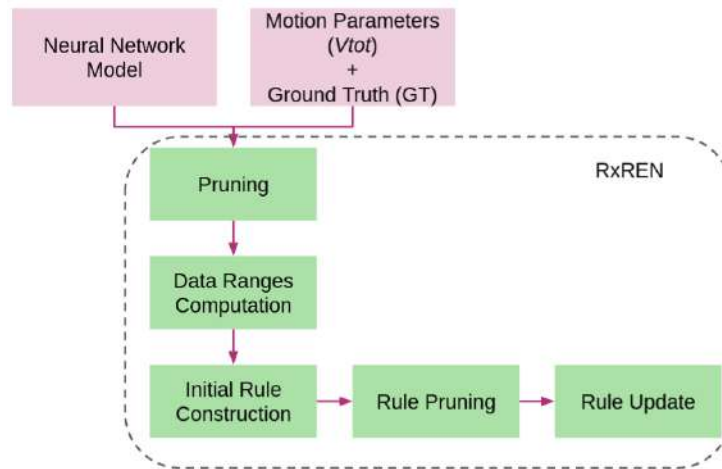 Neural Network
Model
Motion Parameters
(Vtot)
+
Ground Truth (GT)
RxREN
Pruning
Data Ranges
Computation
Initial Rule
Construction
Rule Pruning
Rule Update